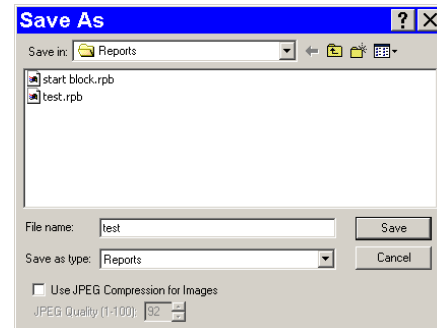 Save As
Save in: Reports
start block.rpb
test.rpb
File name: test Save
Save as type: Reports Cancel
Use JPEG Compression for Images
JPEG Quality (1-100): 92